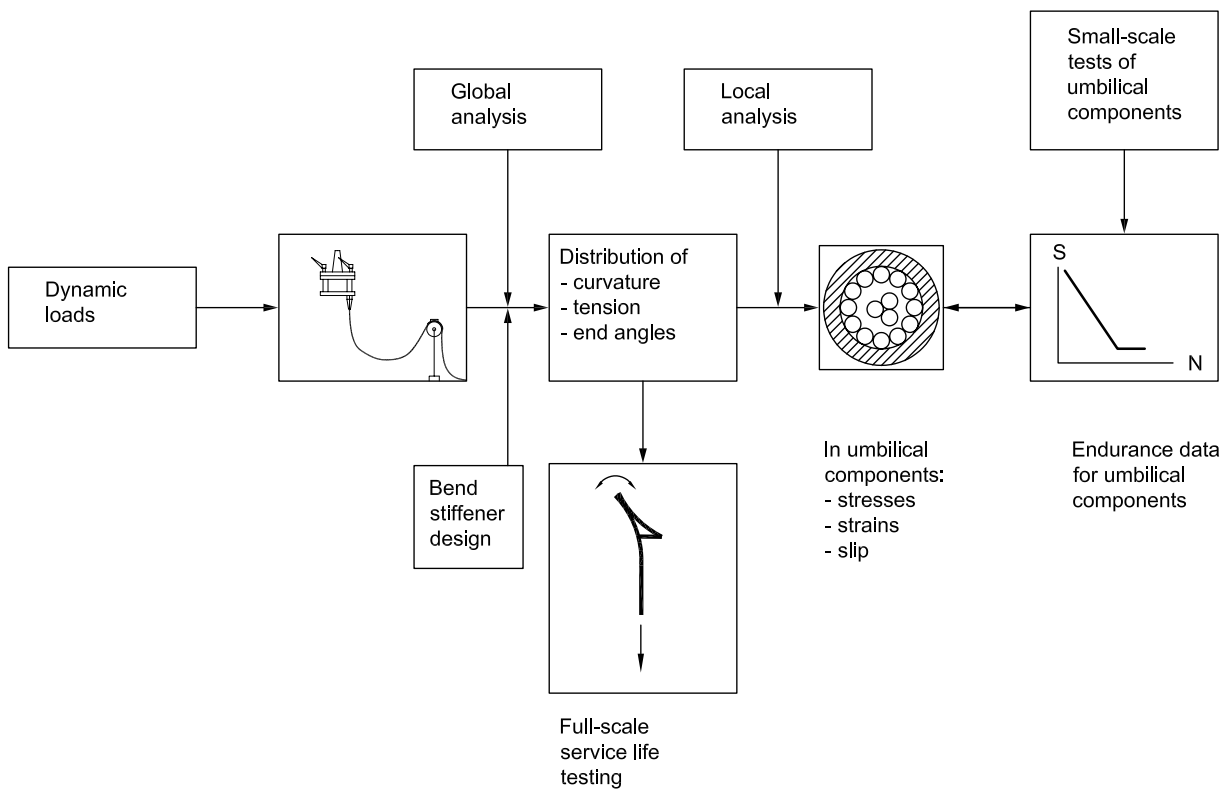 Small-scale
tests of
umbilical
components
Global
analysis
Local
analysis
Dynamic
loads
Distribution of
- curvature
- tension
- end angles
S
N
Bend
stiffener
design
In umbilical
components:
- stresses
- strains
- slip
Endurance data
for umbilical
components
Full-scale
service life
testing